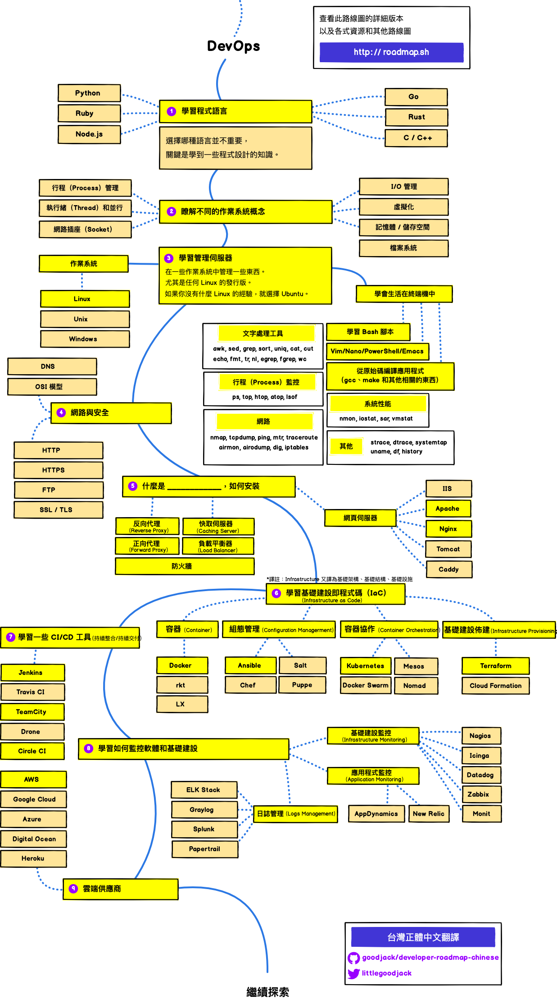 查看此路線圖的詳細版本
以及各式資源和其他路線圖
http://roadmap.sh
DevOps
1 學習程式語言
選擇哪種語言並不重要，
關鍵是學到一些程式設計的知識。
Python
Ruby
Node.js
Go
Rust
C / C++
2 瞭解不同的作業系統概念
行程（Process）管理
執行緒（Thread）和並行
網路插座（Socket）
I/O 管理
虛擬化
記憶體 / 儲存空間
檔案系統
3 學習管理伺服器
在一些作業系統中管理一些東西。
尤其是任何 Linux 的發行版。
如果你沒有什麼 Linux 的經驗，就選擇 Ubuntu。
作業系統
Linux
Unix
Windows
學會生活在終端機中
學習 Bash 腳本
Vim/Nano/PowerShell/Emacs
從原始碼編譯應用程式
（gcc、make 和其他相關的東西）
文字處理工具
awk, sed, grep, sort, uniq, cat, cut
echo, fmt, tr, nl, egrep, fgrep, wc
行程（Process）監控
ps, top, htop, atop, lsof
網路
nmap, tcpdump, ping, mtr, traceroute
airmon, airodump, dig, iptables
系統性能
nmon, iostat, sar, vmstat
其他
strace, dtrace, systemtap
uname, df, history
DNS
OSI 模型
4 網路與安全
HTTP
HTTPS
FTP
SSL / TLS
5 什麼是 ____________，如何安裝
反向代理
(Reverse Proxy)
快取伺服器
(Caching Server)
正向代理
(Forward Proxy)
負載平衡器
(Load Balancer)
防火牆
網頁伺服器
IIS
Apache
Nginx
Tomcat
Caddy
*譯註：Infrastructure 又譯為基礎架構、基礎結構、基礎設施
6 學習基礎建設即程式碼（IaC）
(Infrastructure as Code)
容器 (Container)
Docker
rkt
LX
組態管理 (Configuration Managerment)
Ansible
Salt
Chef
Puppe
容器協作 (Container Orchestration)
Kubernetes
Mesos
Docker Swarm
Nomad
基礎建設佈建 (Infrastructure Provisioning
Terraform
Cloud Formation
7 學習一些 CI/CD 工具 (持續整合/持續交付)
Jenkins
Travis CI
TeamCity
Drone
Circle CI
8 學習如何監控軟體和基礎建設
基礎建設監控
(Infrastructure Monitoring)
Nagios
Icinga
Datadog
Zabbix
Monit
應用程式監控
(Application Monitoring)
AppDynamics
New Relic
日誌管理 (Logs Management)
ELK Stack
Graylog
Splunk
Papertrail
AWS
Google Cloud
Azure
Digital Ocean
Heroku
9 雲端供應商
繼續探索
台灣正體中文翻譯
goodjack/developer-roadmap-chinese
littlegoodjack